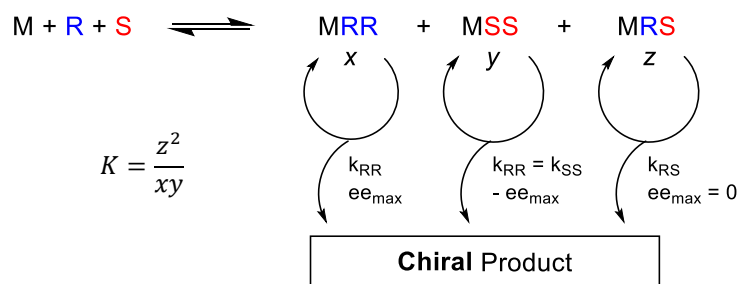 M + R + S ⇌ MRR + MSS + MRS
x y z
K = z²/xy
k_RR k_RR = k_SS k_RS
ee_max - ee_max ee_max = 0
Chiral Product